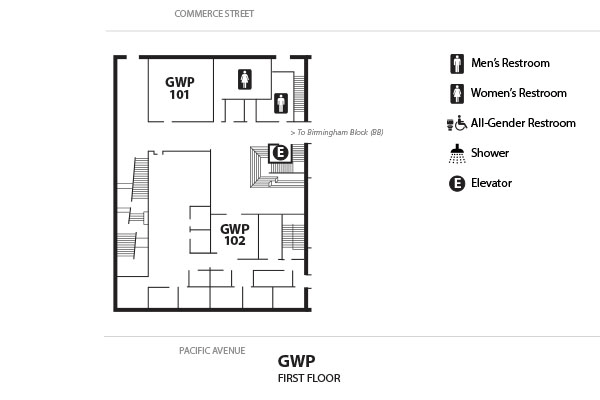 COMMERCE STREET
GWP
101
Men's Restroom
Women's Restroom
All-Gender Restroom
Shower
E Elevator
> To Birmingham Block (BB)
E
GWP
102
PACIFIC AVENUE
GWP
FIRST FLOOR